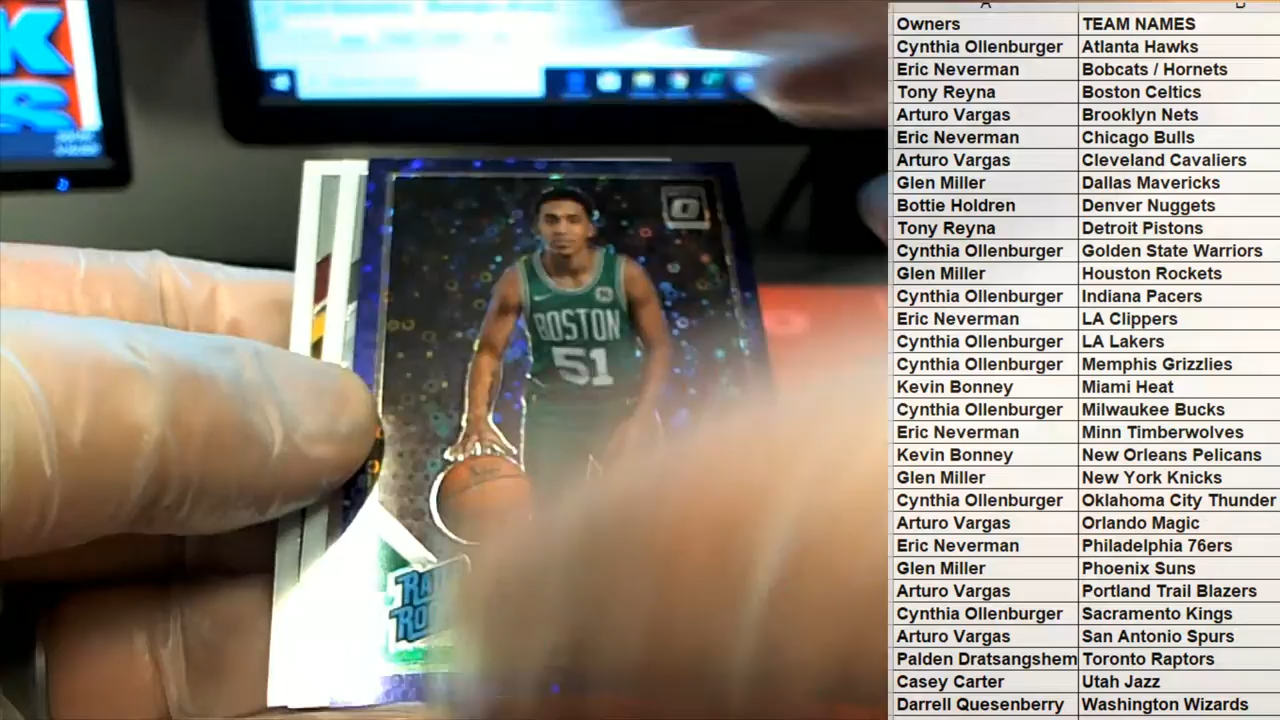 Owners TEAM NAMES
Cynthia Ollenburger Atlanta Hawks
Eric Neverman Bobcats / Hornets
Tony Reyna Boston Celtics
Arturo Vargas Brooklyn Nets
Eric Neverman Chicago Bulls
Arturo Vargas Cleveland Cavaliers
Glen Miller Dallas Mavericks
Bottie Holdren Denver Nuggets
Tony Reyna Detroit Pistons
Cynthia Ollenburger Golden State Warriors
Glen Miller Houston Rockets
Cynthia Ollenburger Indiana Pacers
Eric Neverman LA Clippers
Cynthia Ollenburger LA Lakers
Cynthia Ollenburger Memphis Grizzlies
Kevin Bonney Miami Heat
Cynthia Ollenburger Milwaukee Bucks
Eric Neverman Minn Timberwolves
Kevin Bonney New Orleans Pelicans
Glen Miller New York Knicks
Cynthia Ollenburger Oklahoma City Thunder
Arturo Vargas Orlando Magic
Eric Neverman Philadelphia 76ers
Glen Miller Phoenix Suns
Arturo Vargas Portland Trail Blazers
Cynthia Ollenburger Sacramento Kings
Arturo Vargas San Antonio Spurs
Palden Dratsangshem Toronto Raptors
Casey Carter Utah Jazz
Darrell Quesenberry Washington Wizards
BOSTON
51